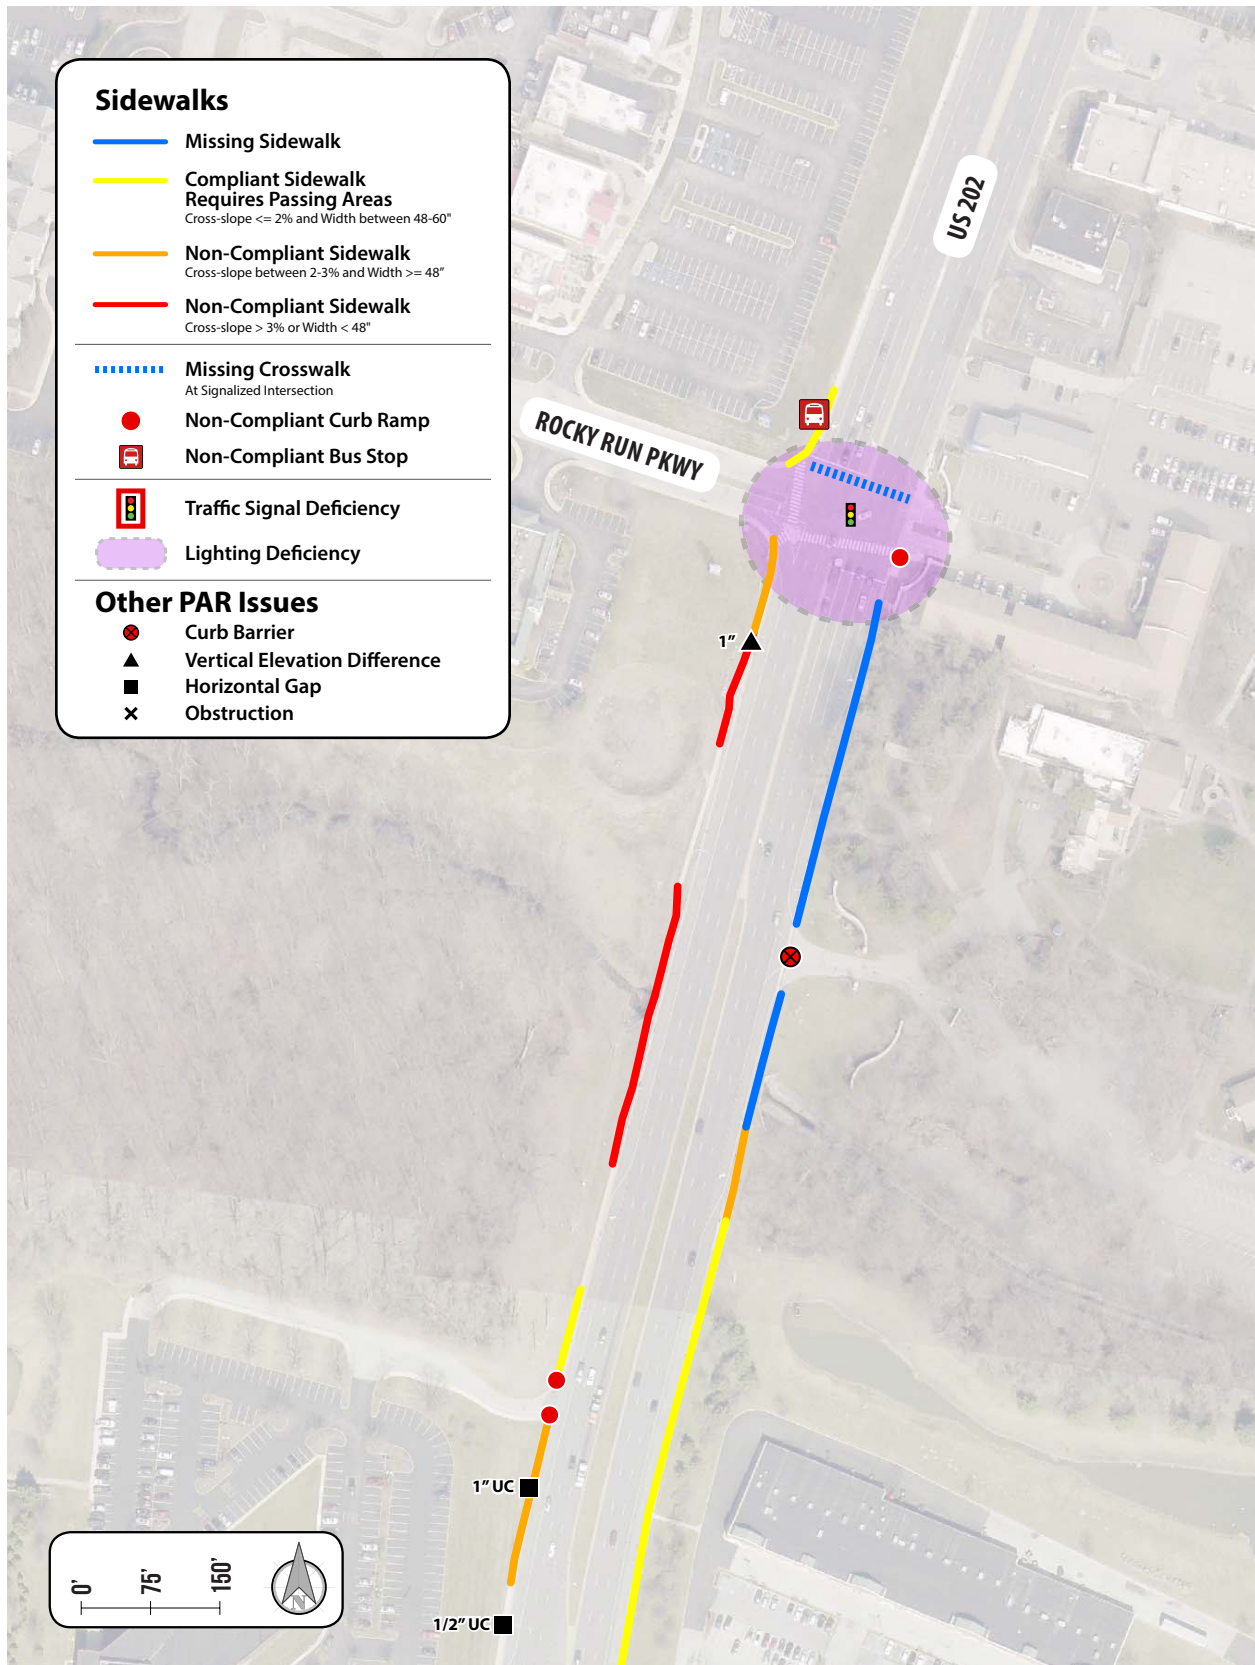 Sidewalks
Missing Sidewalk
Compliant Sidewalk
Requires Passing Areas
Cross-slope <= 2% and Width between 48-60"
Non-Compliant Sidewalk
Cross-slope between 2-3% and Width >= 48”
Non-Compliant Sidewalk
Cross-slope > 3% or Width < 48"
Missing Crosswalk
At Signalized Intersection
Non-Compliant Curb Ramp
Non-Compliant Bus Stop
Traffic Signal Deficiency
Lighting Deficiency
Other PAR Issues
Curb Barrier
Vertical Elevation Difference
Horizontal Gap
Obstruction
US 202
ROCKY RUN PKWY
1”
1” UC
1/2” UC
0'
75'
150'
N